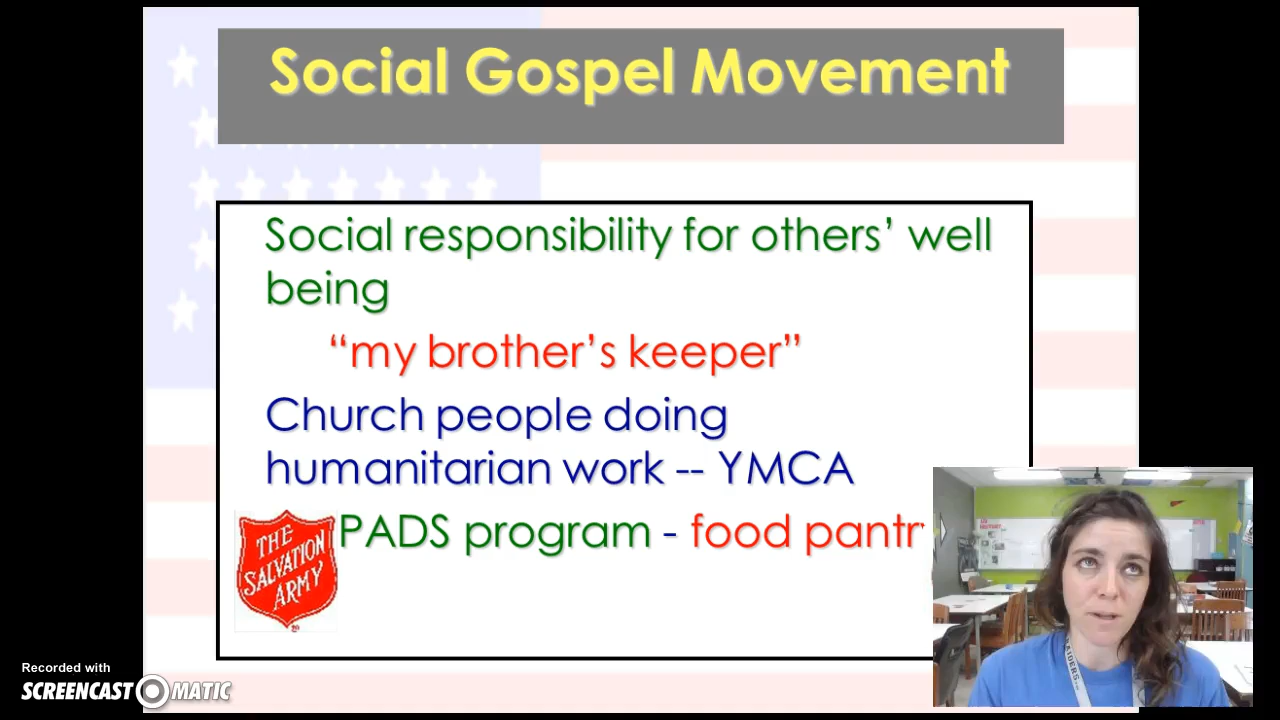 Social Gospel Movement
Social responsibility for others’ well
being
“my brother’s keeper”
Church people doing
humanitarian work -- YMCA
PADS program - food pantr
THE
SALVATION
ARMY
RAIDERS
Recorded with
SCREENCAST MATIC